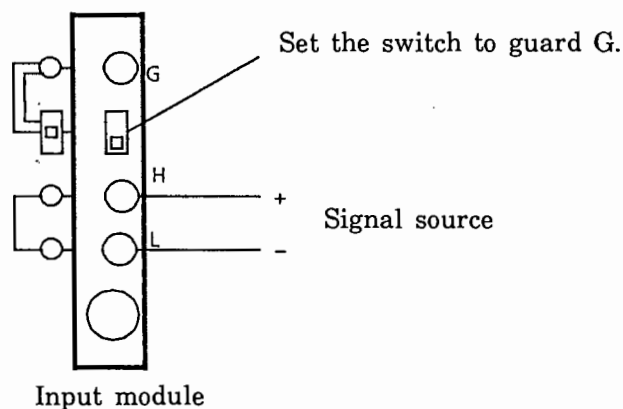 Set the switch to guard G.
G
H
+
Signal source
L
-
Input module